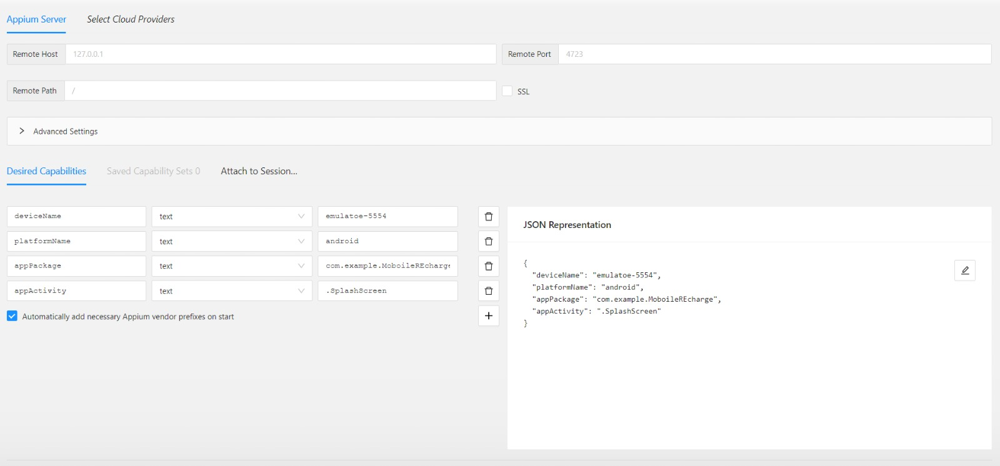 Appium Server Select Cloud Providers
Remote Host 127.0.0.1 Remote Port 4723
Remote Path / SSL
Advanced Settings
Desired Capabilities Saved Capability Sets 0 Attach to Session...
deviceName text emulatoe-5554
platformName text android
appPackage text com.example.MoboileREcharge
appActivity text .SplashScreen
Automatically add necessary Appium vendor prefixes on start
JSON Representation
{
"deviceName": "emulatoe-5554",
"platformName": "android",
"appPackage": "com.example.MoboileREcharge",
"appActivity": ".SplashScreen"
}